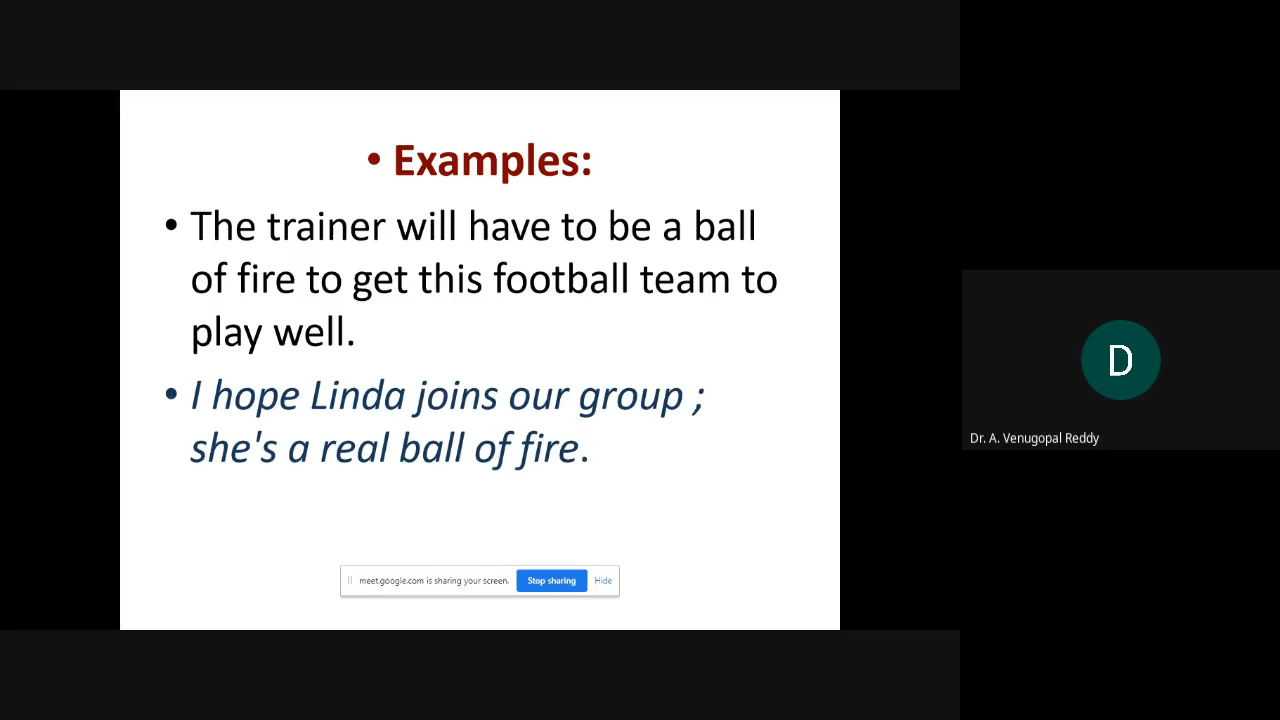 • Examples:
• The trainer will have to be a ball
of fire to get this football team to
play well.
• I hope Linda joins our group ;
she's a real ball of fire.
meet.google.com is sharing your screen. Stop sharing Hide
D
Dr. A. Venugopal Reddy